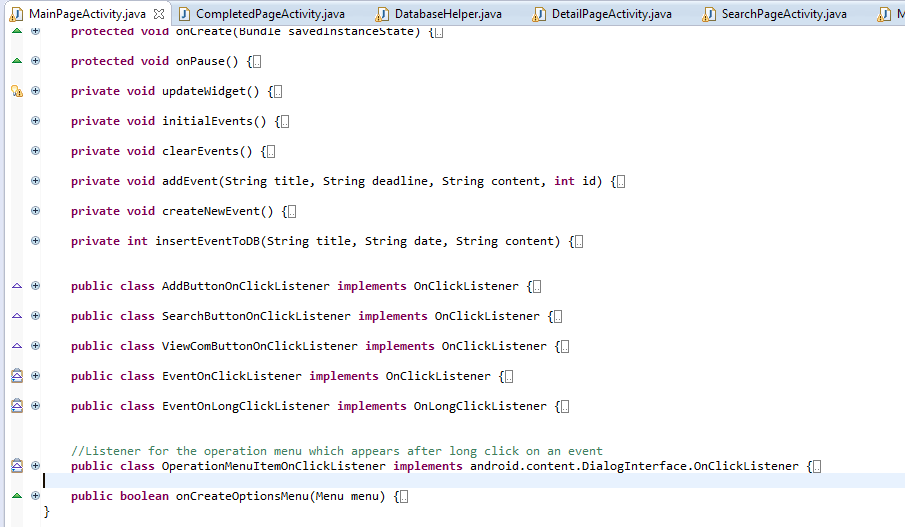 MainPageActivity.java CompletedPageActivity.java DatabaseHelper.java DetailPageActivity.java SearchPageActivity.java M
protected void onCreate(Bundle savedInstanceState) {
protected void onPause() {
private void updateWidget() {
private void initialEvents() {
private void clearEvents() {
private void addEvent(String title, String deadline, String content, int id) {
private void createNewEvent() {
private int insertEventToDB(String title, String date, String content) {
public class AddButtonOnClickListener implements OnClickListener {
public class SearchButtonOnClickListener implements OnClickListener {
public class ViewComButtonOnClickListener implements OnClickListener {
public class EventOnClickListener implements OnClickListener {
public class EventOnLongClickListener implements OnLongClickListener {
//Listener for the operation menu which appears after long click on an event
public class OperationMenuItemOnClickListener implements android.content.DialogInterface.OnClickListener {
public boolean onCreateOptionsMenu(Menu menu) {
}